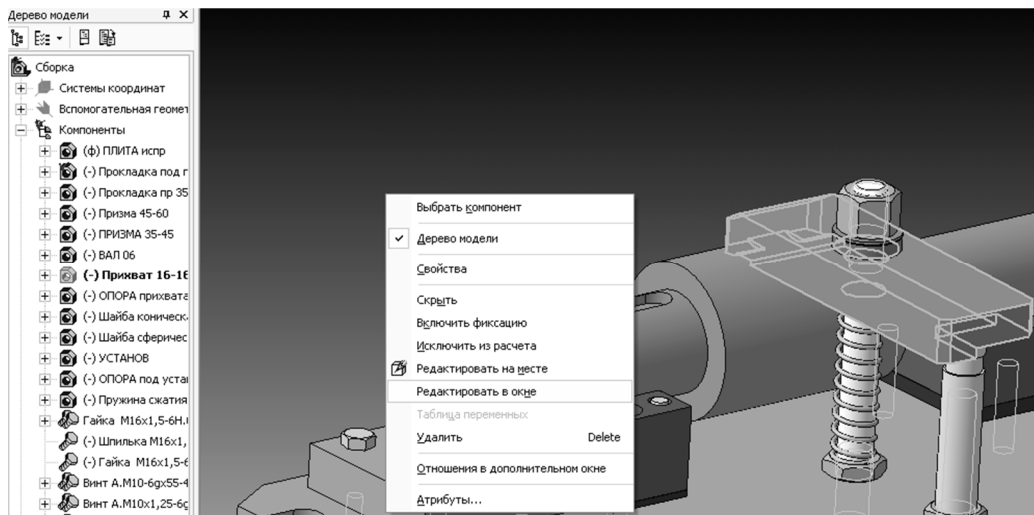 Дерево модели
Сборка
Системы координат
Вспомогательная геомет
Компоненты
(ф) ПЛИТА испр
(-) Прокладка под г
(-) Прокладка пр 35
(-) Призма 45-60
(-) ПРИЗМА 35-45
(-) ВАЛ 06
(-) Прихват 16-16
(-) ОПОРА прихвата
(-) Шайба коническ
(-) Шайба сферичес
(-) УСТАНОВ
(-) ОПОРА под уста
(-) Пружина сжатия
Гайка М16х1,5-6Н.
(-) Шпилька М16х1,
(-) Гайка М16х1,5-6
Винт А.М10-6gх55-4
Винт А.М10х1,25-6g
Выбрать компонент
Дерево модели
Свойства
Скрыть
Включить фиксацию
Исключить из расчета
Редактировать на месте
Редактировать в окне
Таблица переменных
Удалить Delete
Отношения в дополнительном окне
Атрибуты...